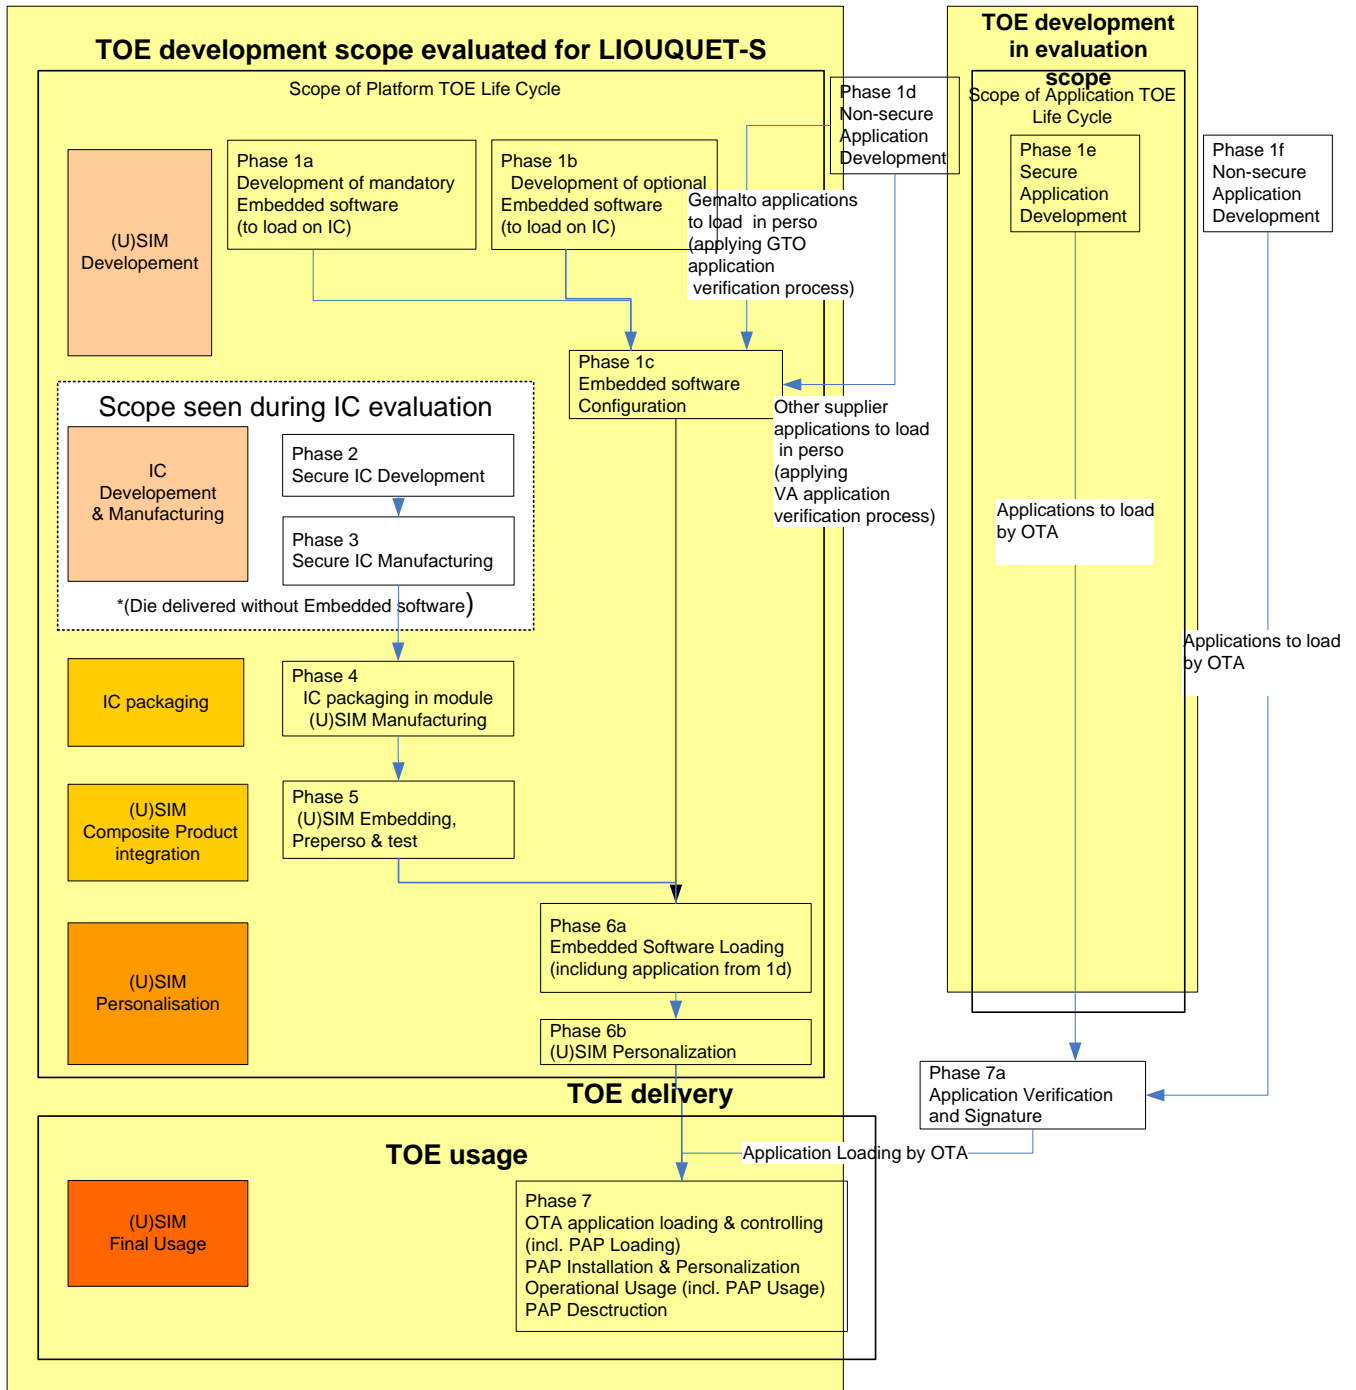 TOE development scope evaluated for LIOUQUET-S
TOE development
in evaluation
scope
Scope of Platform TOE Life Cycle
Scope of Application TOE
Life Cycle
Phase 1d
Non-secure
Application
Development
(U)SIM
Developement
Phase 1a
Development of mandatory
Embedded software
(to load on IC)
Phase 1b
Development of optional
Embedded software
(to load on IC)
Gemalto applications
to load  in perso
(applying GTO
application
verification process)
Phase 1e
Secure
Application
Development
Phase 1f
Non-secure
Application
Development
Phase 1c
Embedded software
Configuration
Other supplier
applications to load
in perso
(applying
VA application
verification process)
Scope seen during IC evaluation
IC
Developement
& Manufacturing
Phase 2
Secure IC Development
Phase 3
Secure IC Manufacturing
*(Die delivered without Embedded software)
Applications to load
by OTA
Applications to load
by OTA
IC packaging
Phase 4
IC packaging in module
(U)SIM Manufacturing
(U)SIM
Composite Product
integration
Phase 5
(U)SIM Embedding,
Preperso & test
(U)SIM
Personalisation
Phase 6a
Embedded Software Loading
(inclidung application from 1d)
Phase 6b
(U)SIM Personalization
Phase 7a
Application Verification
and Signature
TOE delivery
TOE usage
Application Loading by OTA
(U)SIM
Final Usage
Phase 7
OTA application loading & controlling
(incl. PAP Loading)
PAP Installation & Personalization
Operational Usage (incl. PAP Usage)
PAP Desctruction